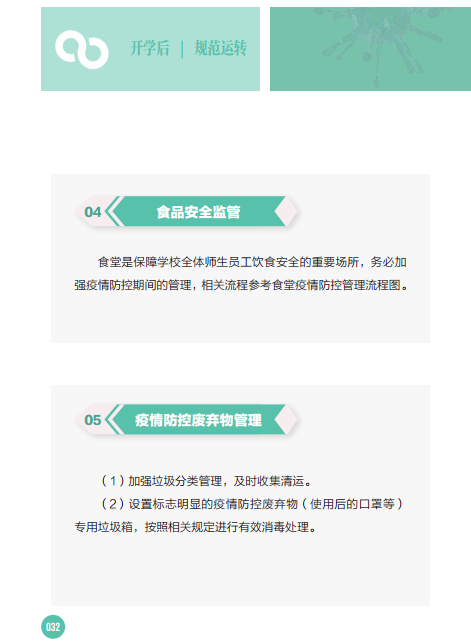 开学后 | 规范运转
04 食品安全监管
食堂是保障学校全体师生员工饮食安全的重要场所，务必加
强疫情防控期间的管理，相关流程参考食堂疫情防控管理流程图。
05 疫情防控废弃物管理
（1）加强垃圾分类管理，及时收集清运。
（2）设置标志明显的疫情防控废弃物（使用后的口罩等）
专用垃圾箱，按照相关规定进行有效消毒处理。
032